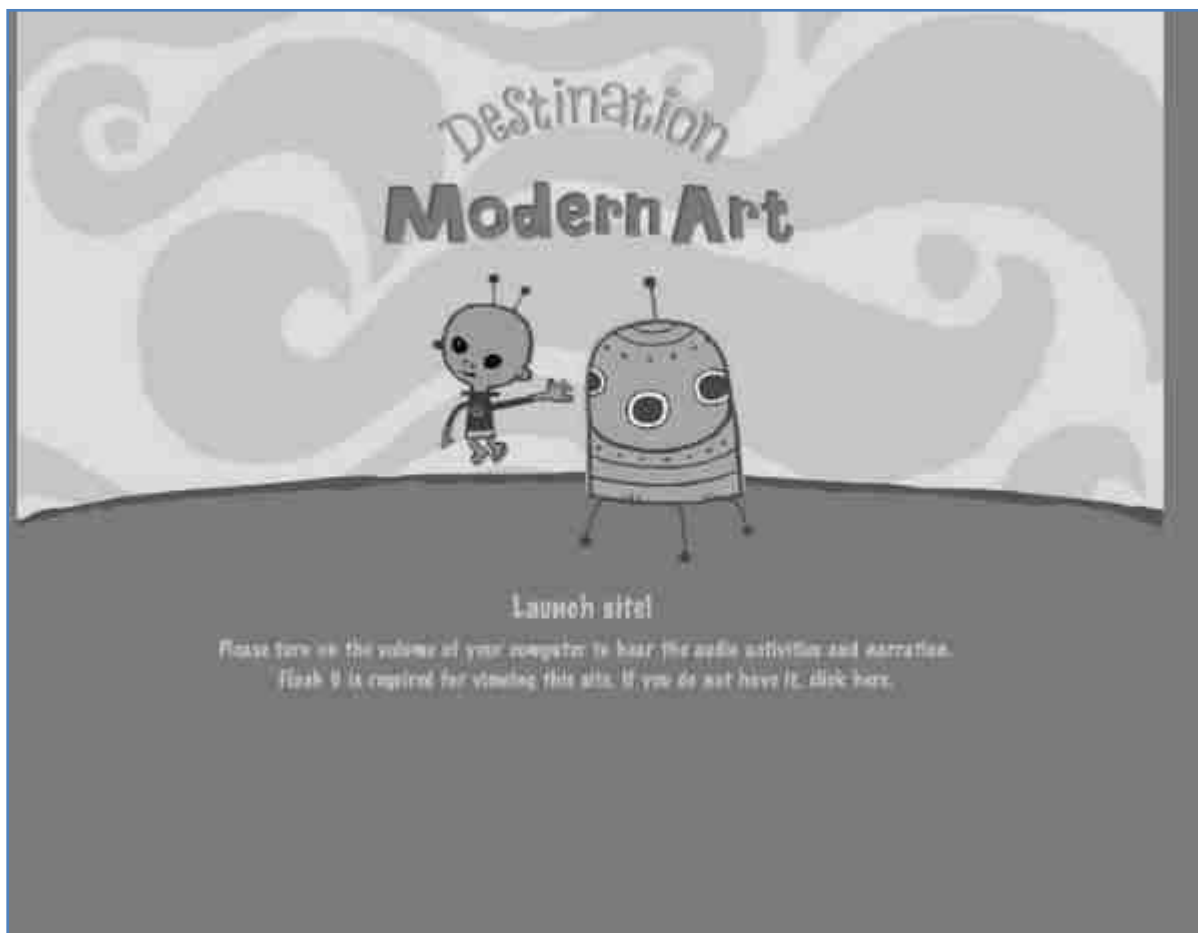 Destination
Modern Art
Launch site!
Please turn on the volume of your computer to hear the audio activities and narration.
Flash is required for viewing this site. If you do not have it, click here.